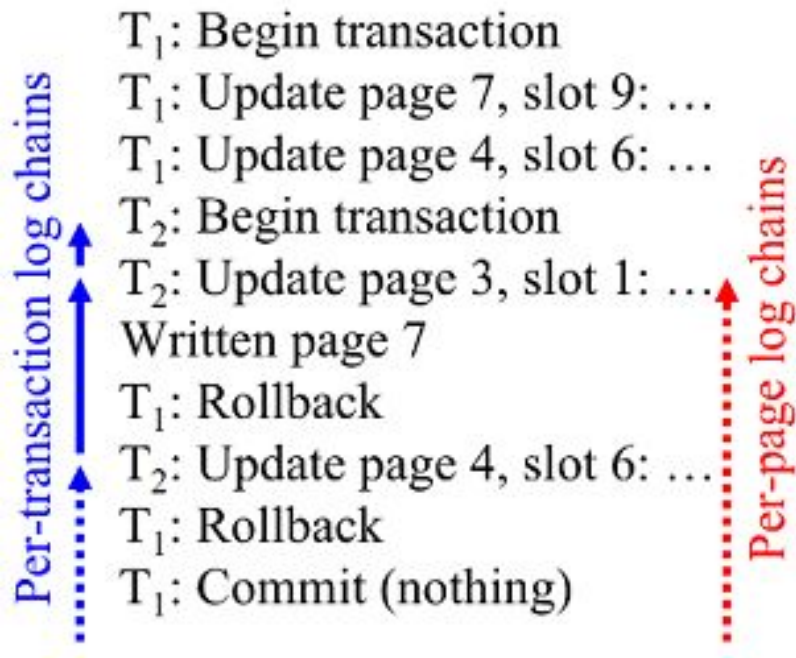 Per-transaction log chains
T₁: Begin transaction
T₁: Update page 7, slot 9: …
T₁: Update page 4, slot 6: …
T₂: Begin transaction
T₂: Update page 3, slot 1: …
Written page 7
T₁: Rollback
T₂: Update page 4, slot 6: …
T₁: Rollback
T₁: Commit (nothing)
Per-page log chains